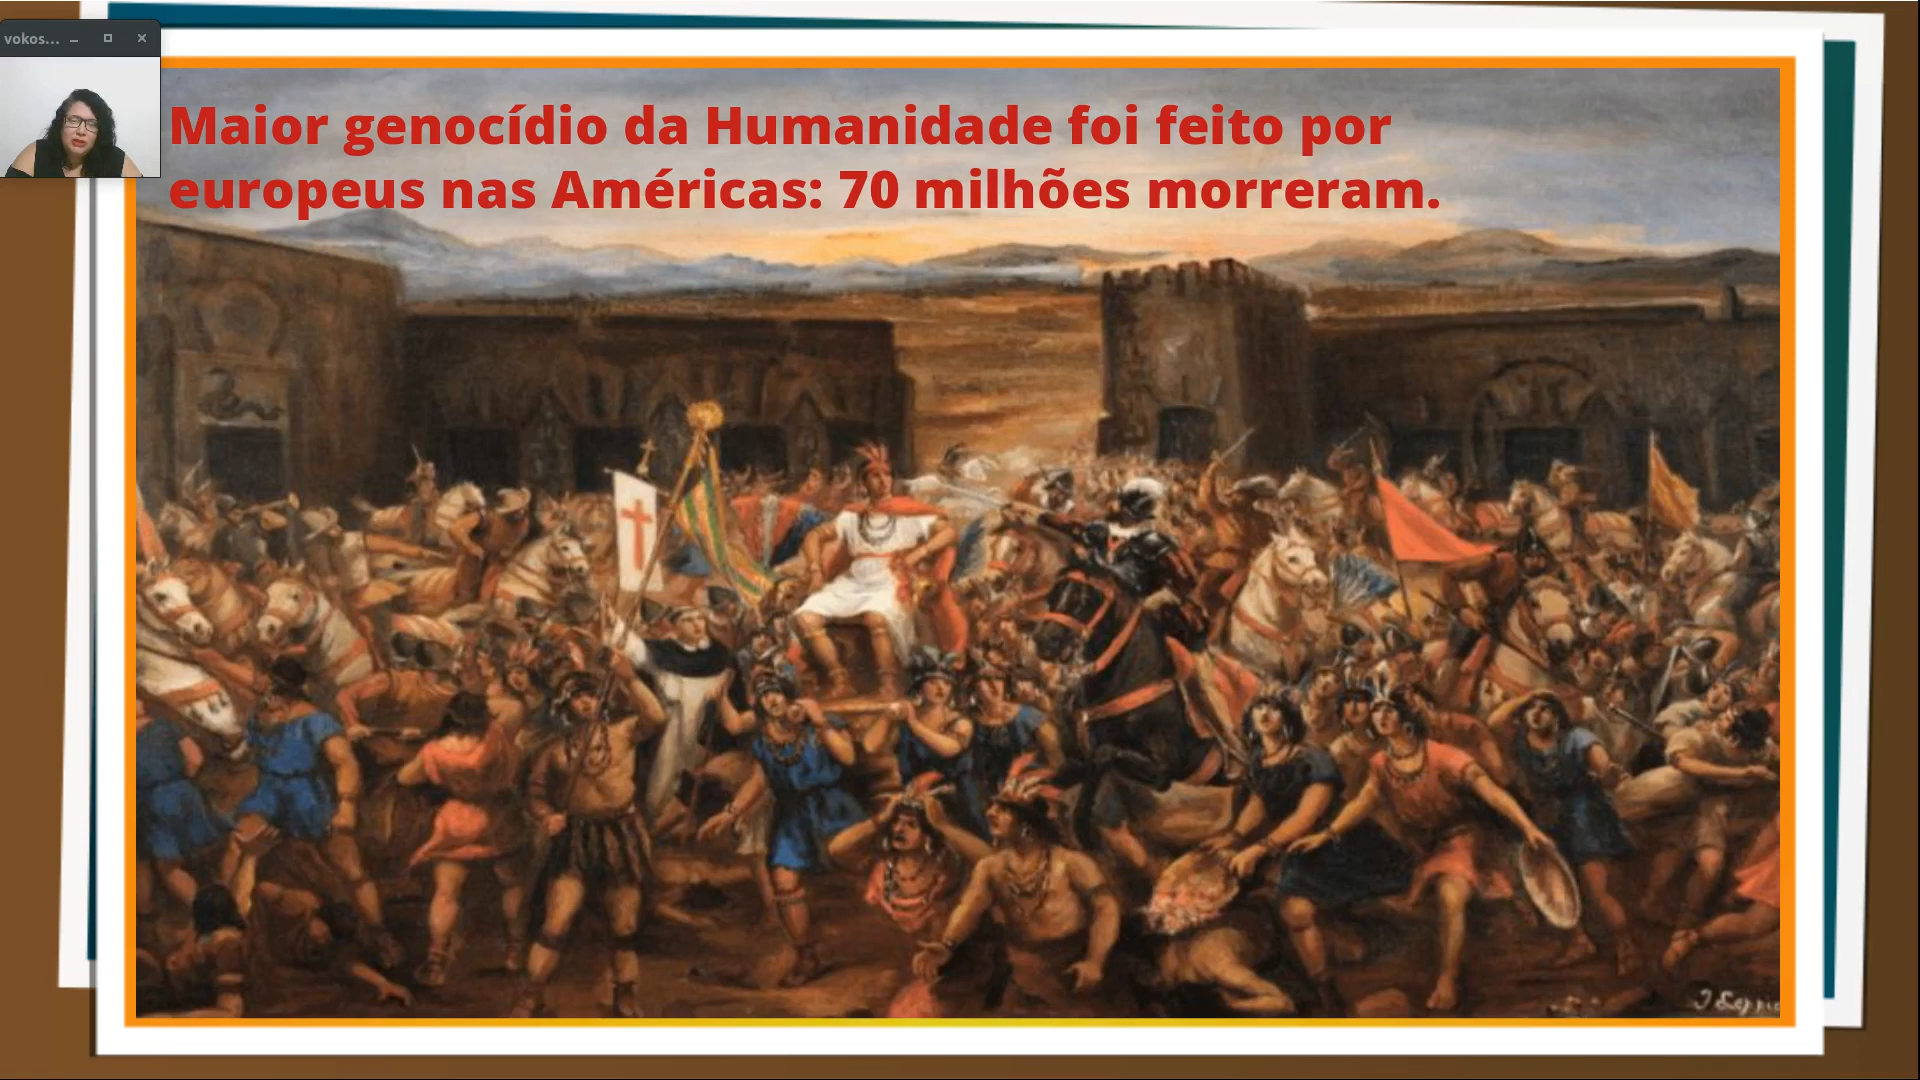 vokos...
Maior genocídio da Humanidade foi feito por
europeus nas Américas: 70 milhões morreram.